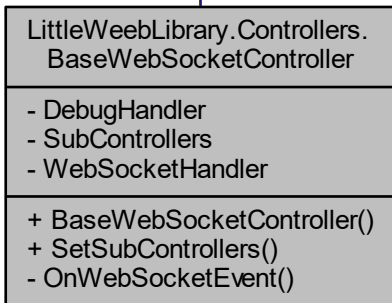 LittleWeebLibrary.Controllers.
BaseWebSocketController
- DebugHandler
- SubControllers
- WebSocketHandler
+ BaseWebSocketController()
+ SetSubControllers()
- OnWebSocketEvent()